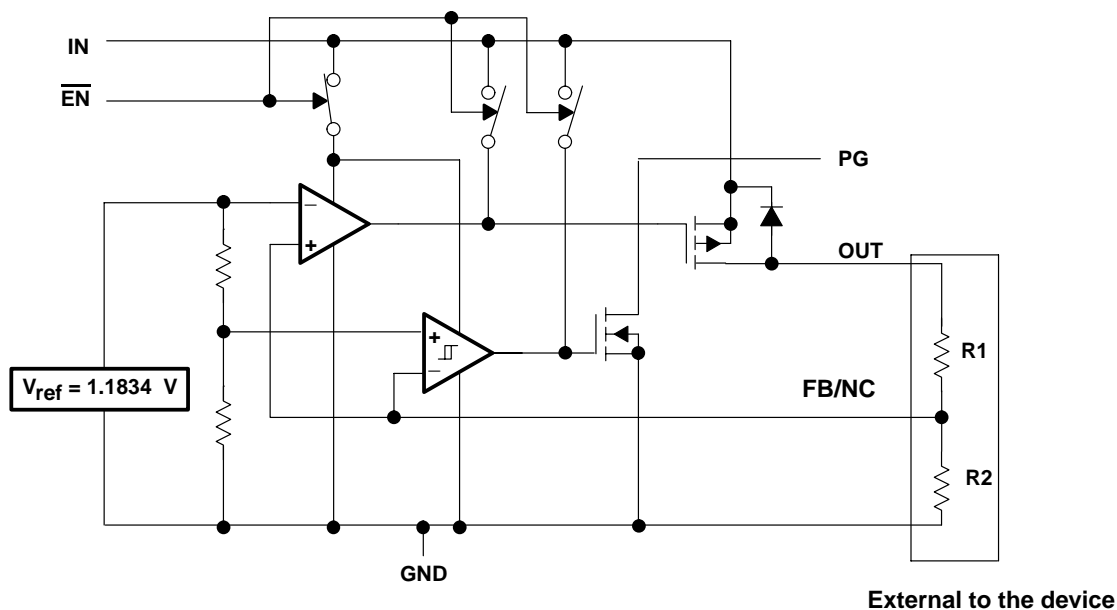 IN
EN
PG
OUT
−
+
+
−
R1
Vref = 1.1834 V
FB/NC
R2
GND
External to the device